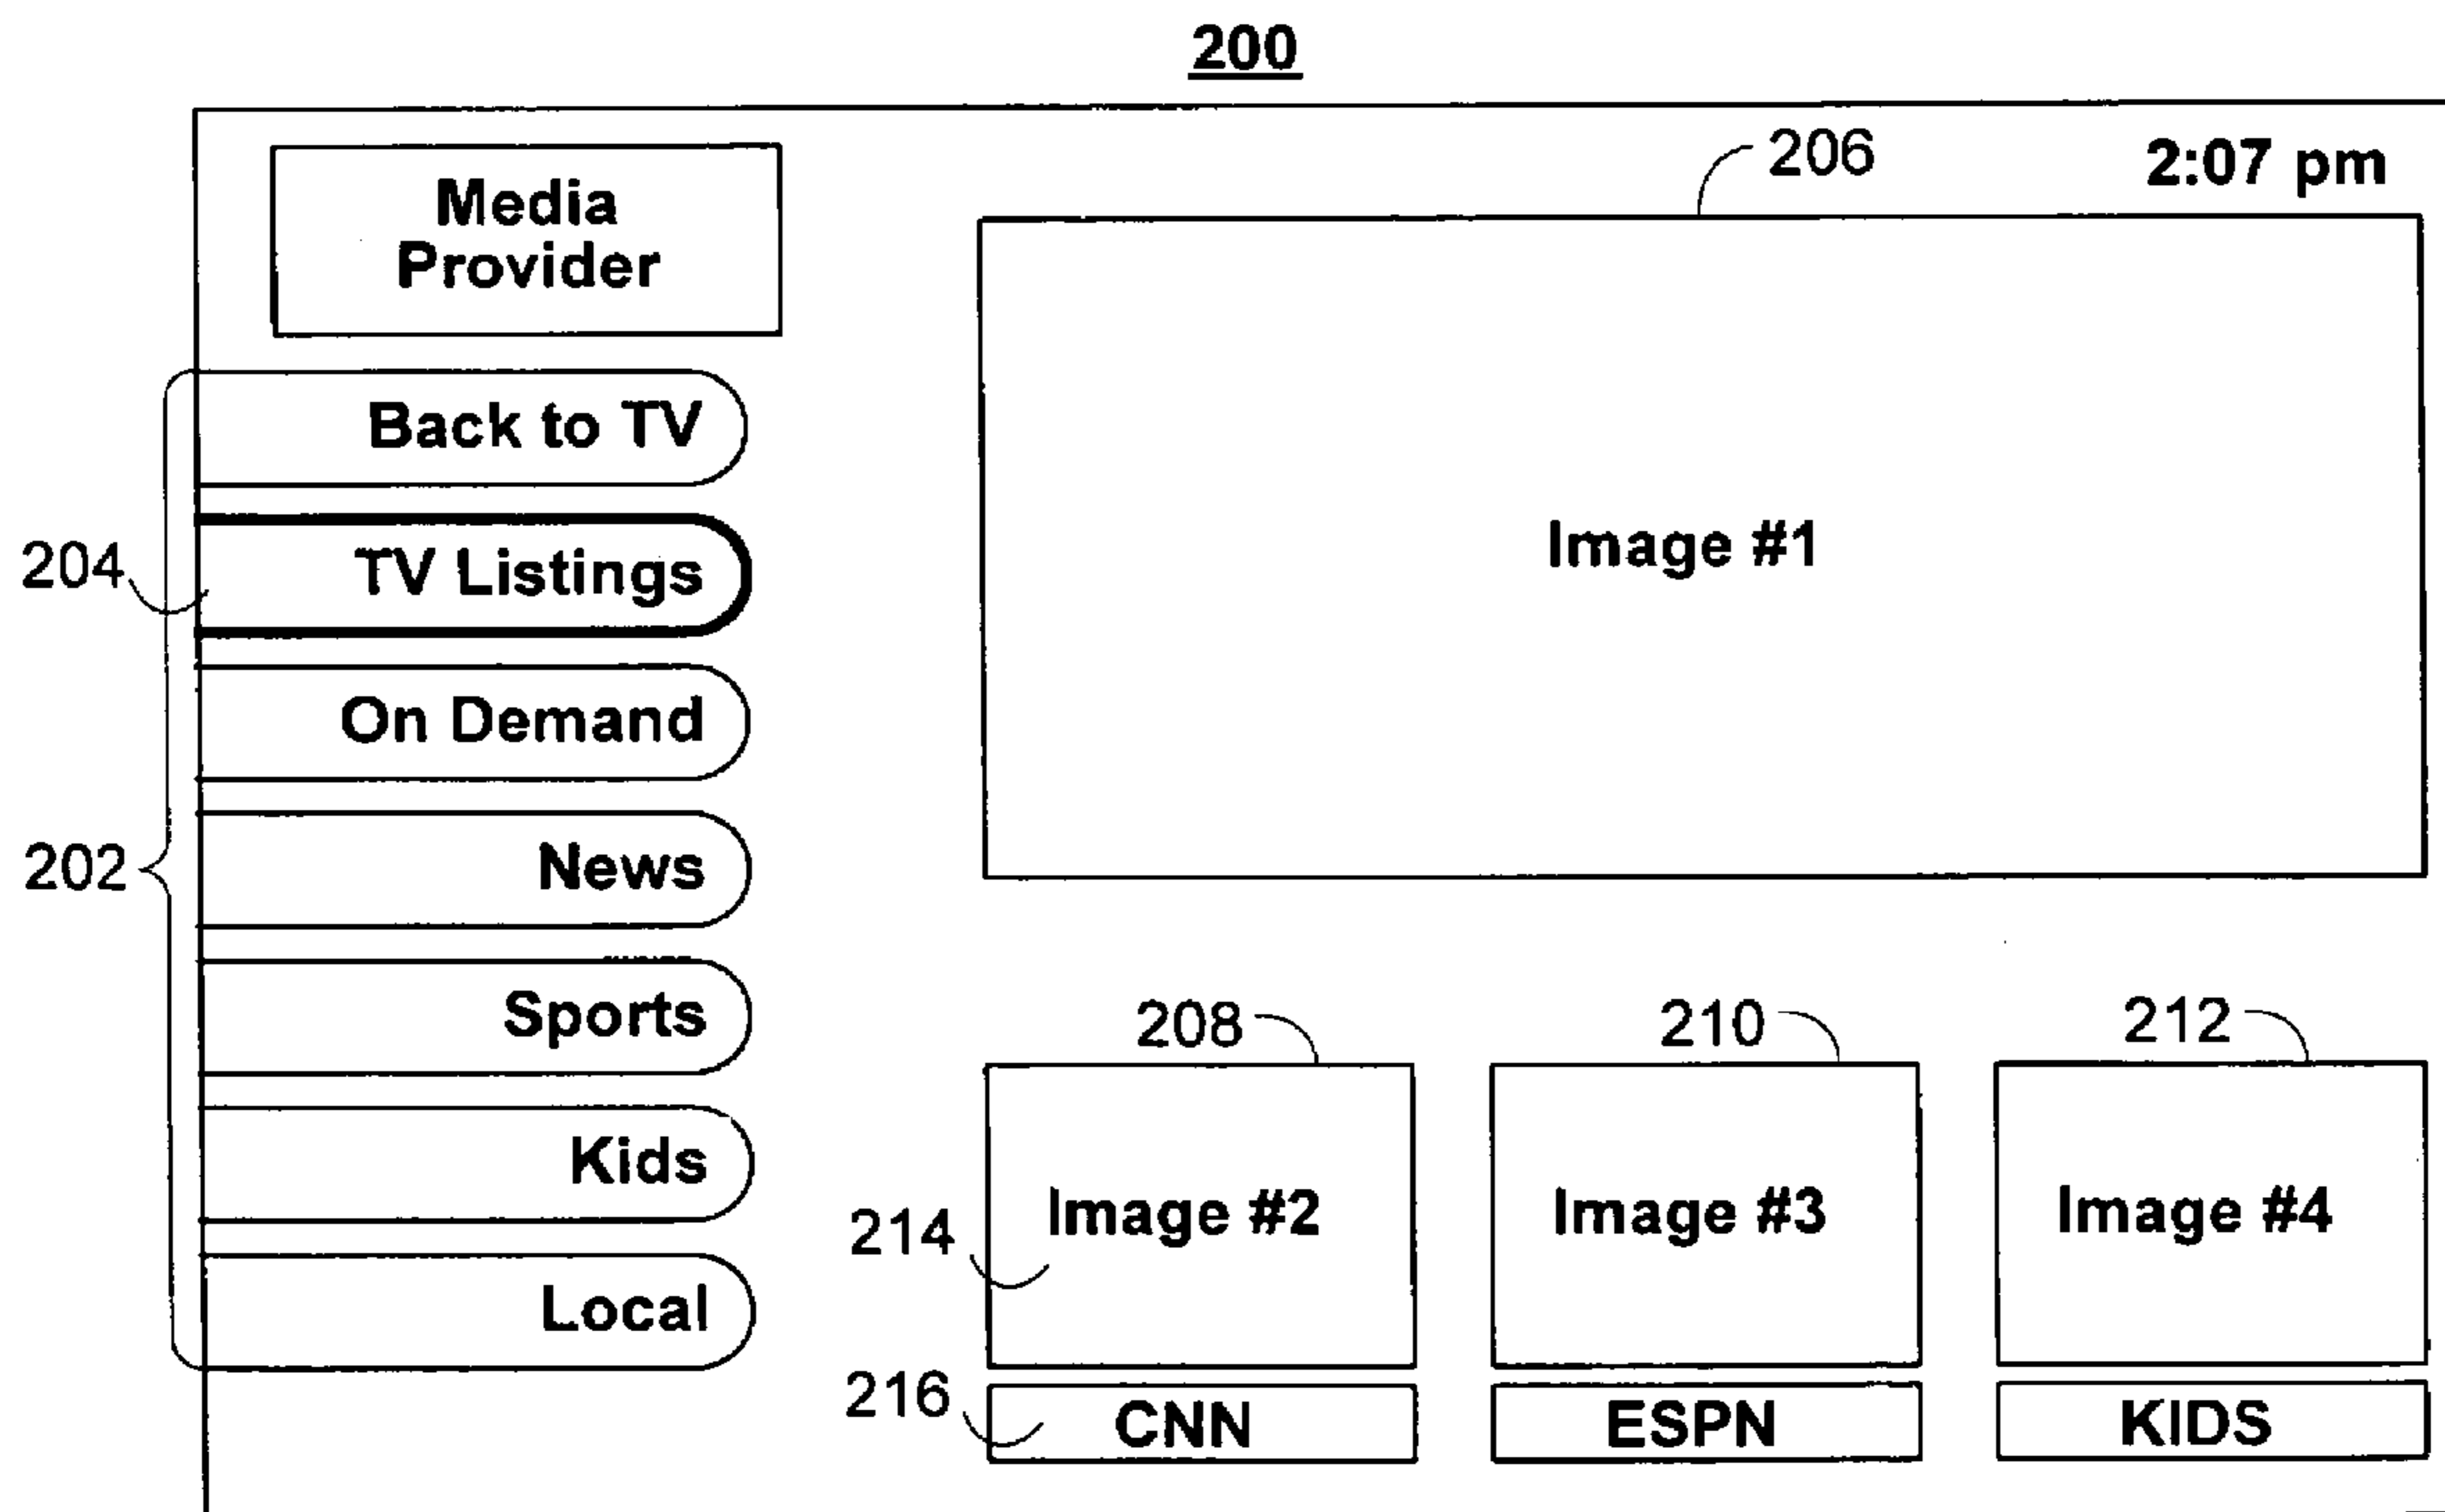 200
206
2:07 pm
Media
Provider
Image #1
Back to TV
204
TV Listings
On Demand
202
News
Sports
Kids
Local
208
210
212
214
Image #2
Image #3
Image #4
216
CNN
ESPN
KIDS